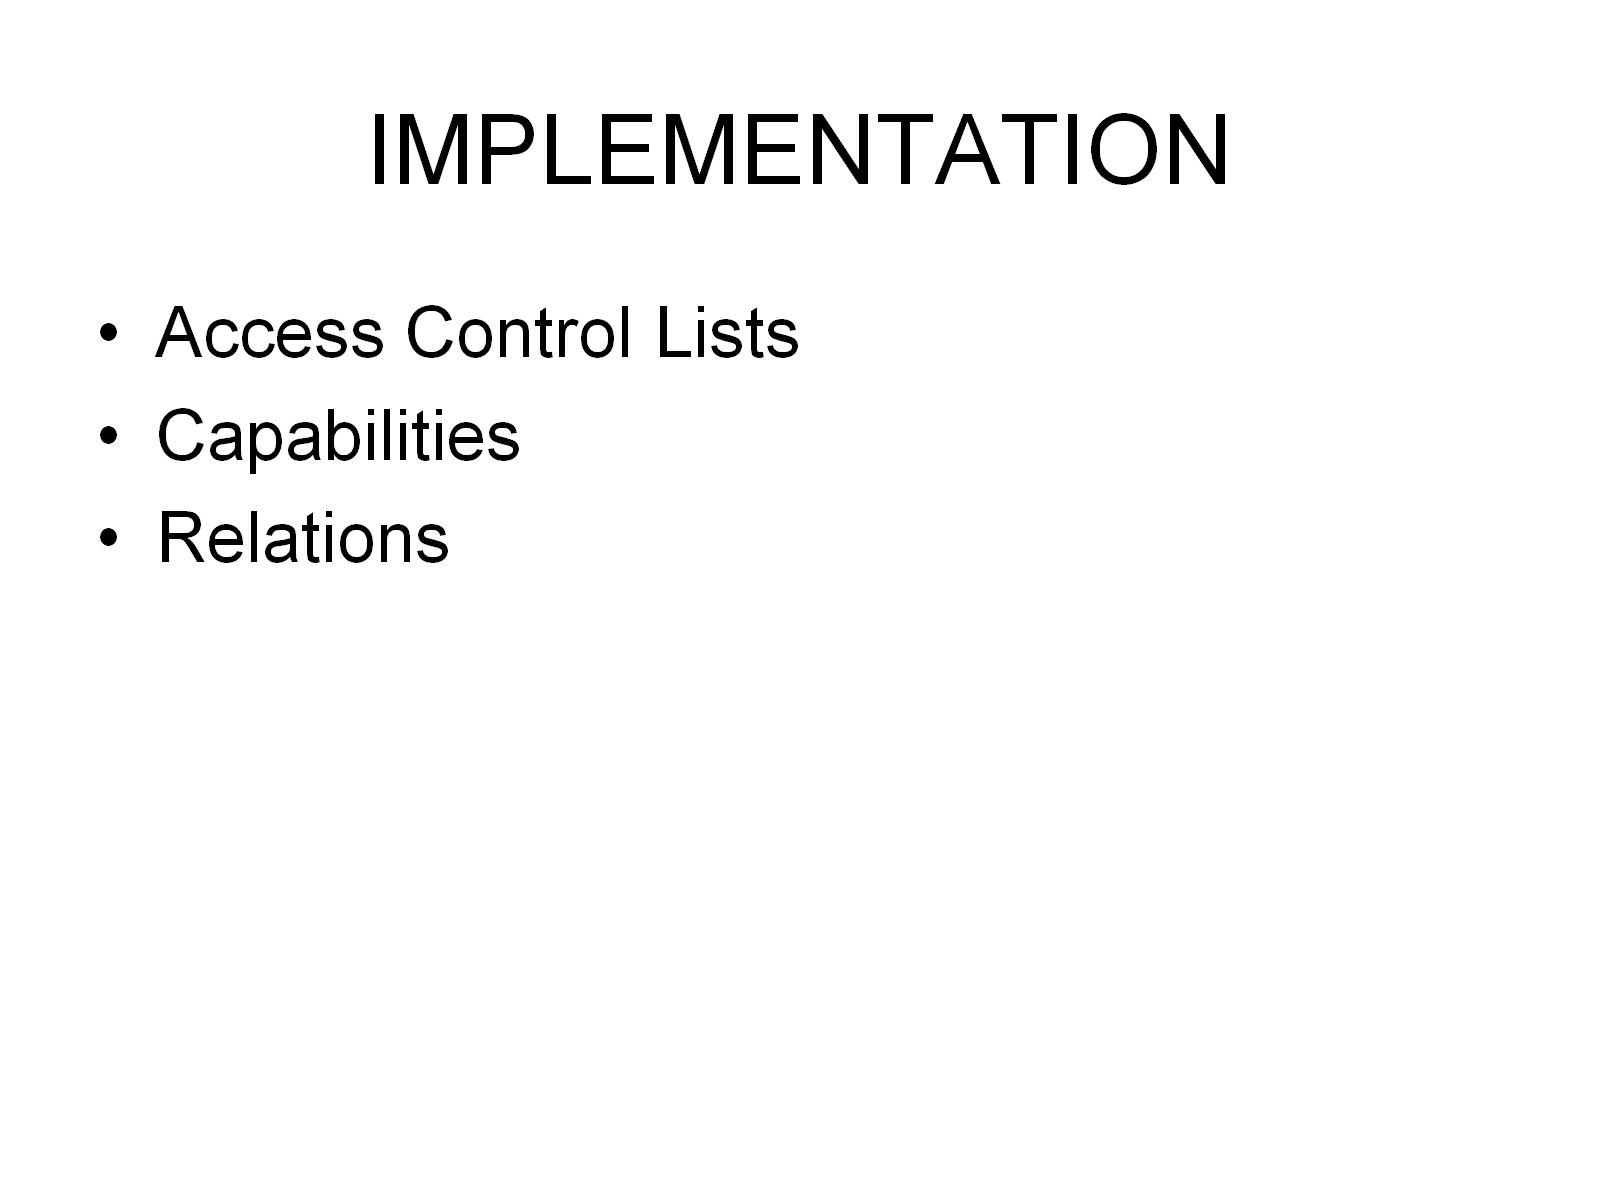 IMPLEMENTATION
• Access Control Lists
• Capabilities
• Relations